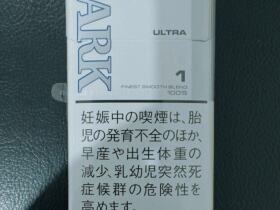 ARK
ULTRA
1
FINEST SMOOTH BLEND
100'S
妊娠中の喫煙は、胎
児の発育不全のほか、
早産や出生体重の
減少、乳幼児突然死
症候群の危険性を
高めます。